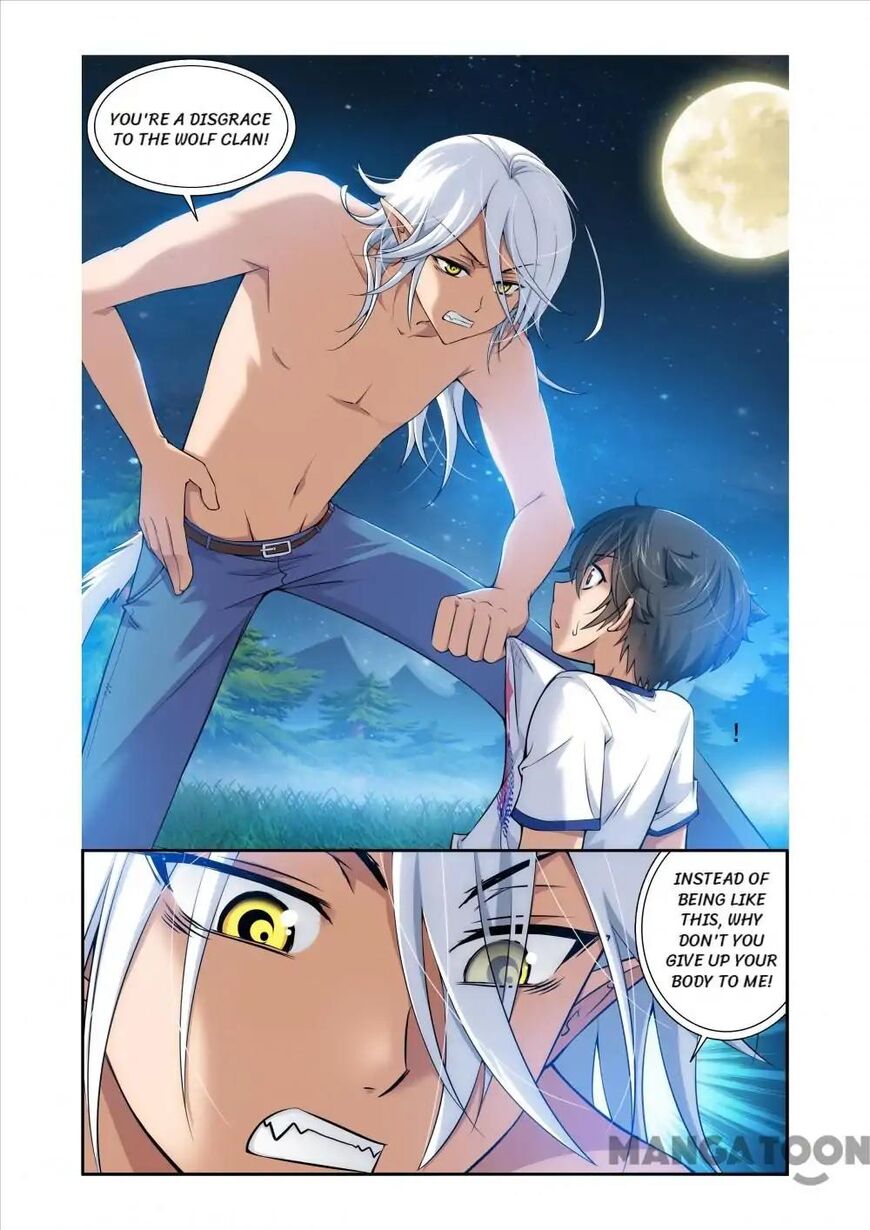 YOU'RE A DISGRACE
TO THE WOLF CLAN!
!
INSTEAD OF
BEING LIKE
THIS, WHY
DON'T YOU
GIVE UP YOUR
BODY TO ME!
MANGATOON